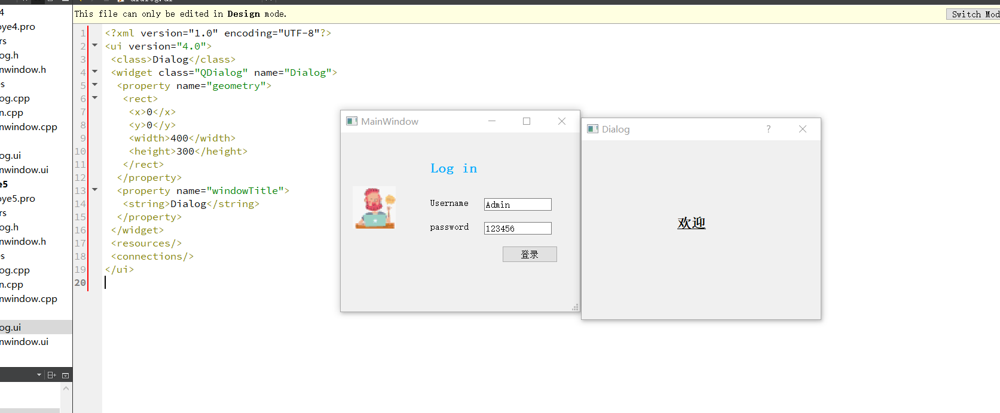 This file can only be edited in Design mode.
Switch Mod
4
oye4.pro
rs
og.h
inwindow.h
s
og.cpp
n.cpp
nwindow.cpp
og.ui
nwindow.ui
e5
oye5.pro
rs
og.h
nwindow.h
es
og.cpp
n.cpp
nwindow.cpp
og.ui
nwindow.ui
1 <?xml version="1.0" encoding="UTF-8"?>
2 <ui version="4.0">
3 <class>Dialog</class>
4 <widget class="QDialog" name="Dialog">
5 <property name="geometry">
6 <rect>
7 <x>0</x>
8 <y>0</y>
9 <width>400</width>
10 <height>300</height>
11 </rect>
12 </property>
13 <property name="windowTitle">
14 <string>Dialog</string>
15 </property>
16 </widget>
17 <resources/>
18 <connections/>
19 </ui>
20
MainWindow
Log in
Username Admin
password 123456
登录
Dialog ?
欢迎